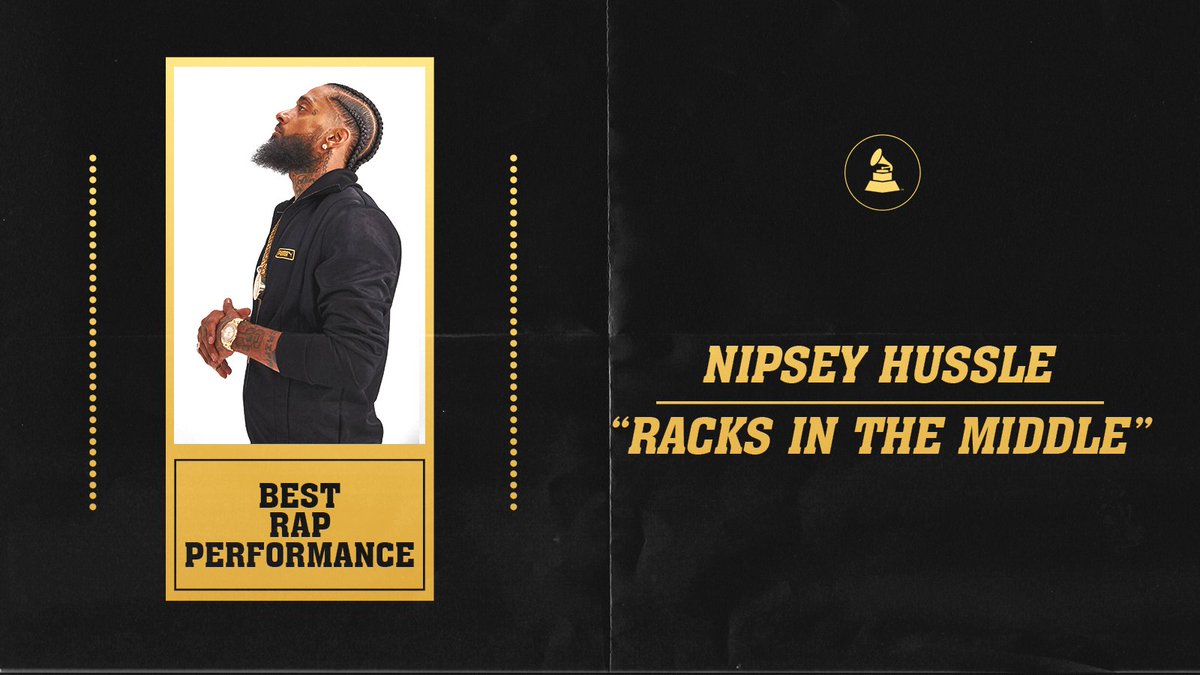 BEST
RAP
PERFORMANCE
NIPSEY HUSSLE
“RACKS IN THE MIDDLE”